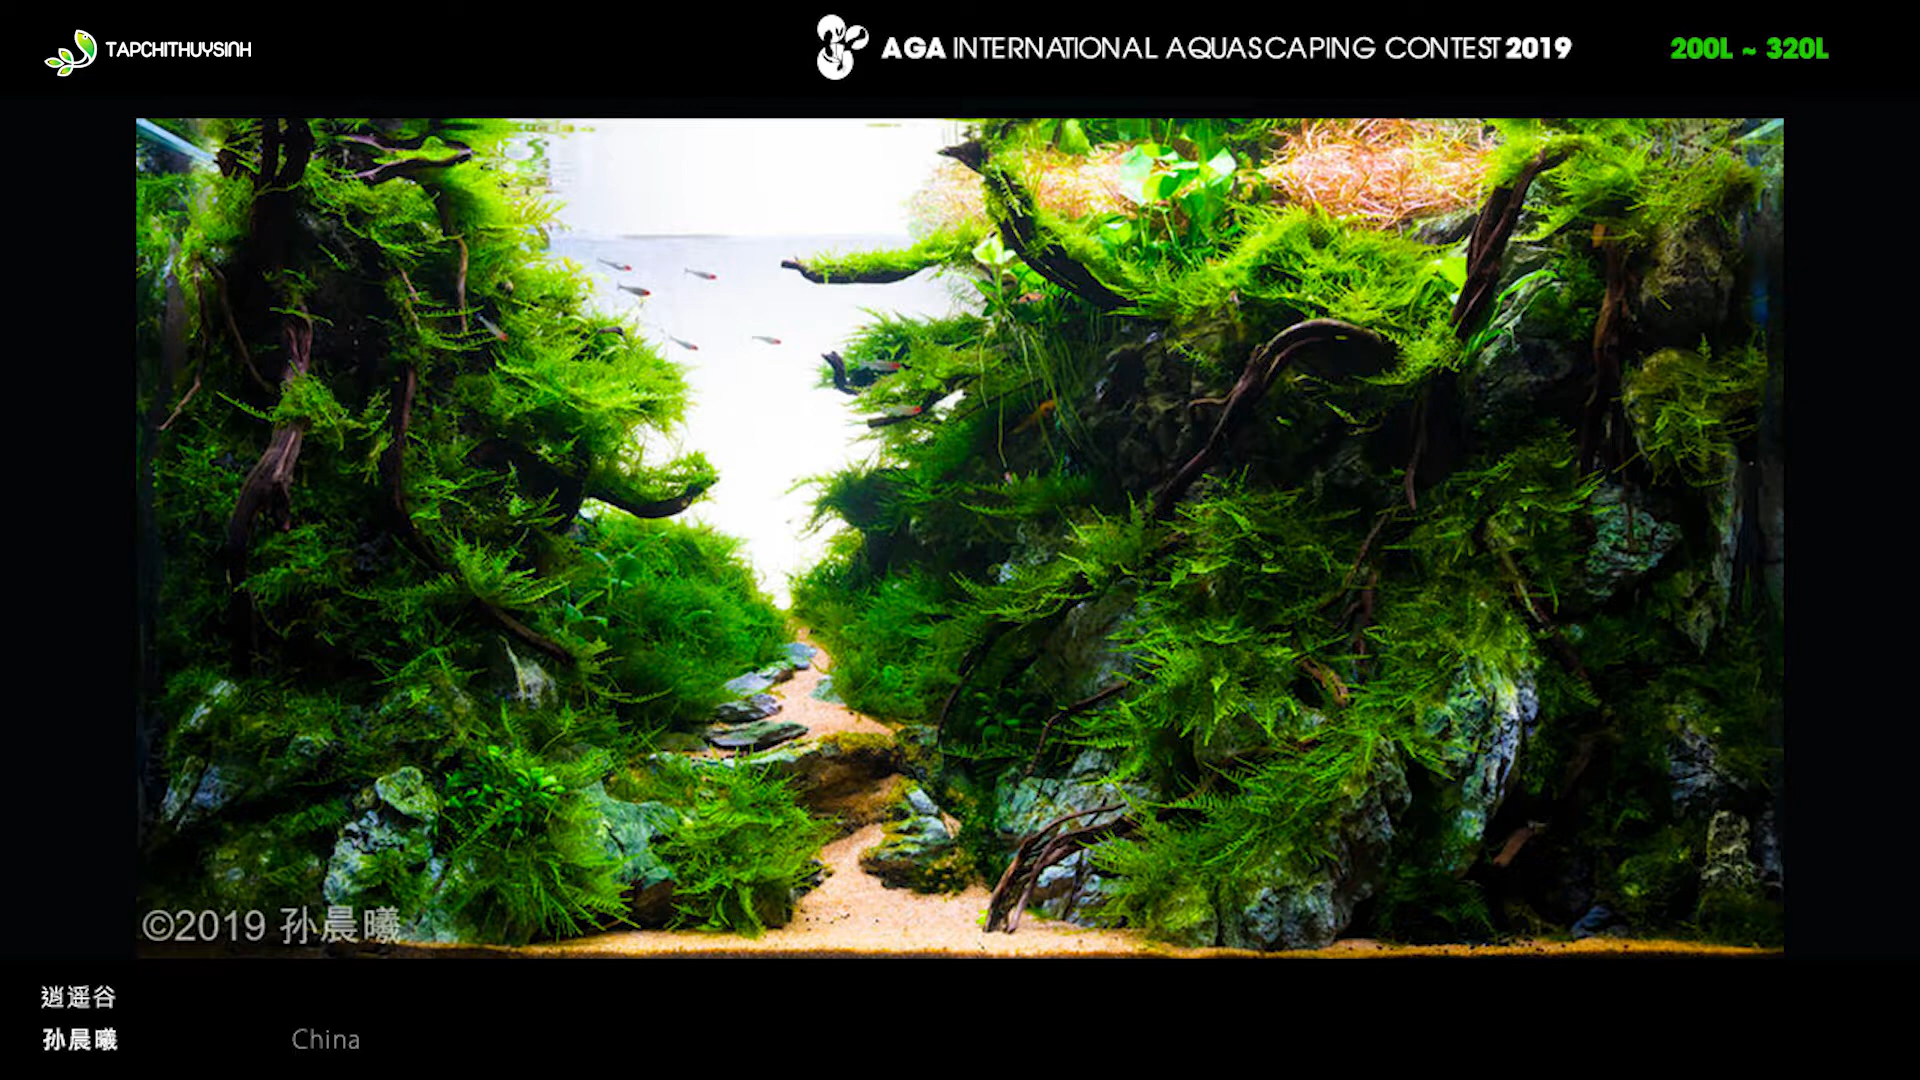 TAPCHITHUYSINH
AGA INTERNATIONAL AQUASCAPING CONTEST 2019
200L ~ 320L
©2019 孙晨曦
逍遥谷
孙晨曦
China